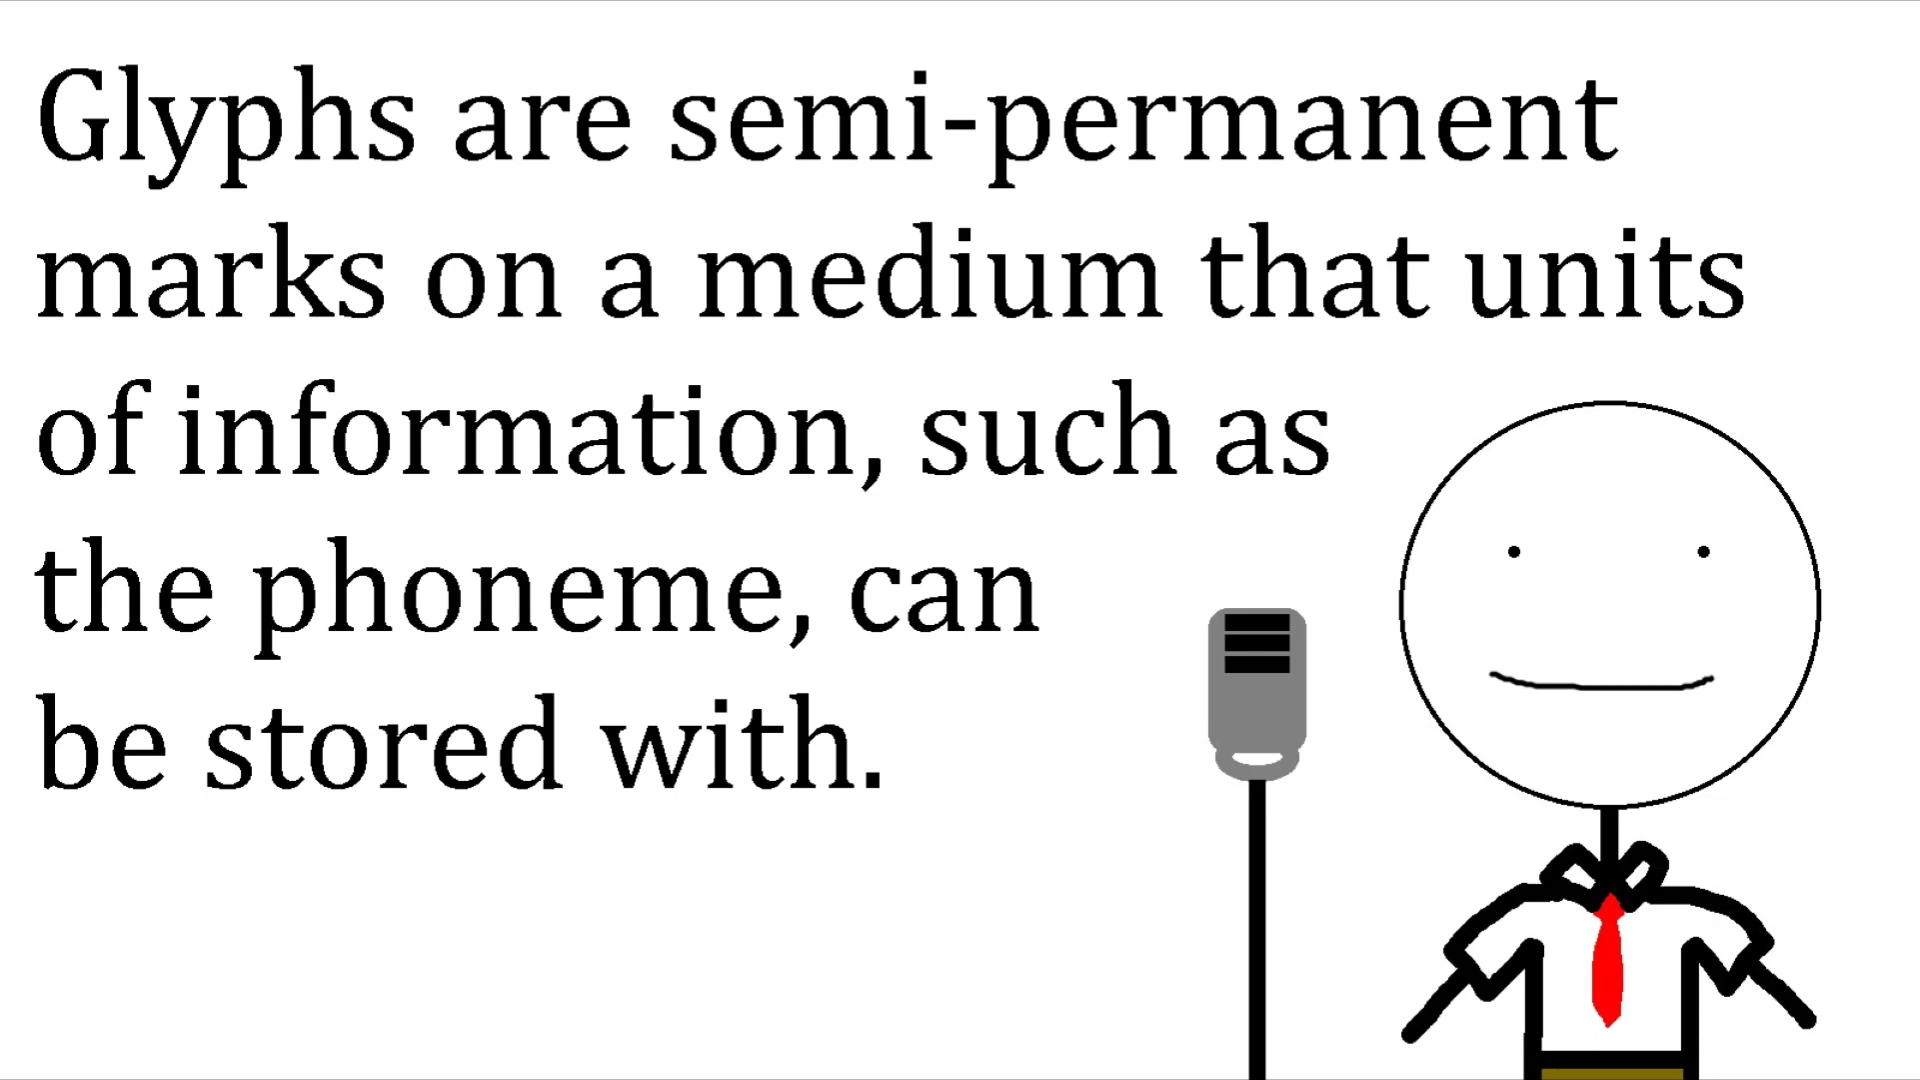 Glyphs are semi-permanent
marks on a medium that units
of information, such as
the phoneme, can
be stored with.